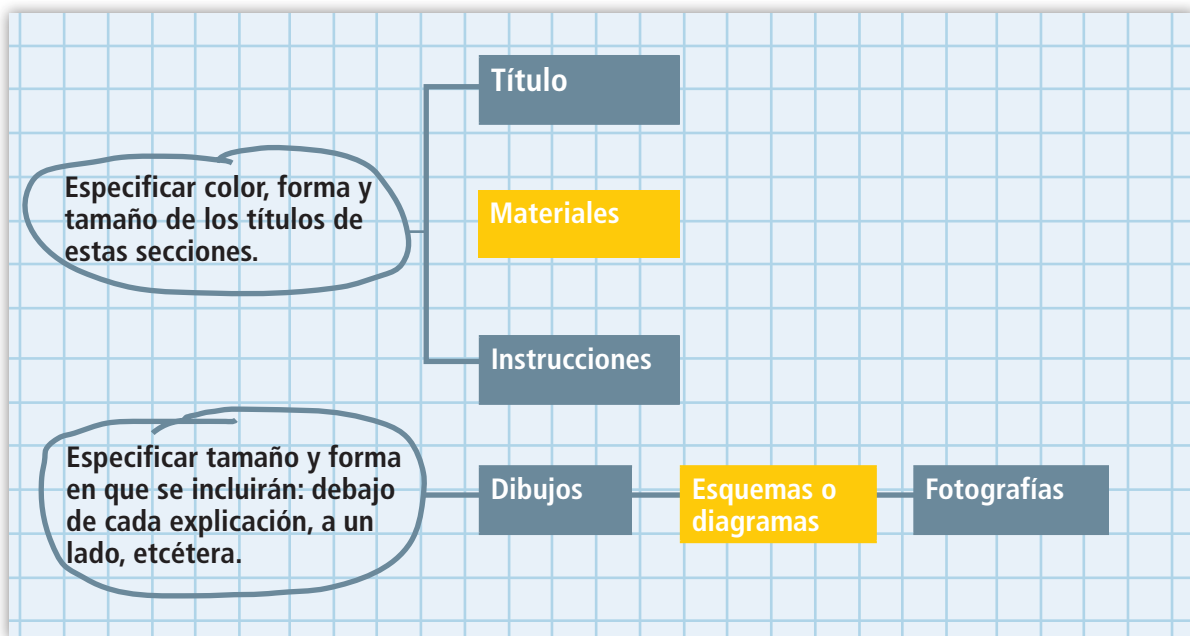 Título
Especificar color, forma y
tamaño de los títulos de
estas secciones.
Materiales
Instrucciones
Especificar tamaño y forma
en que se incluirán: debajo
de cada explicación, a un
lado, etcétera.
Dibujos
Esquemas o
diagramas
Fotografías